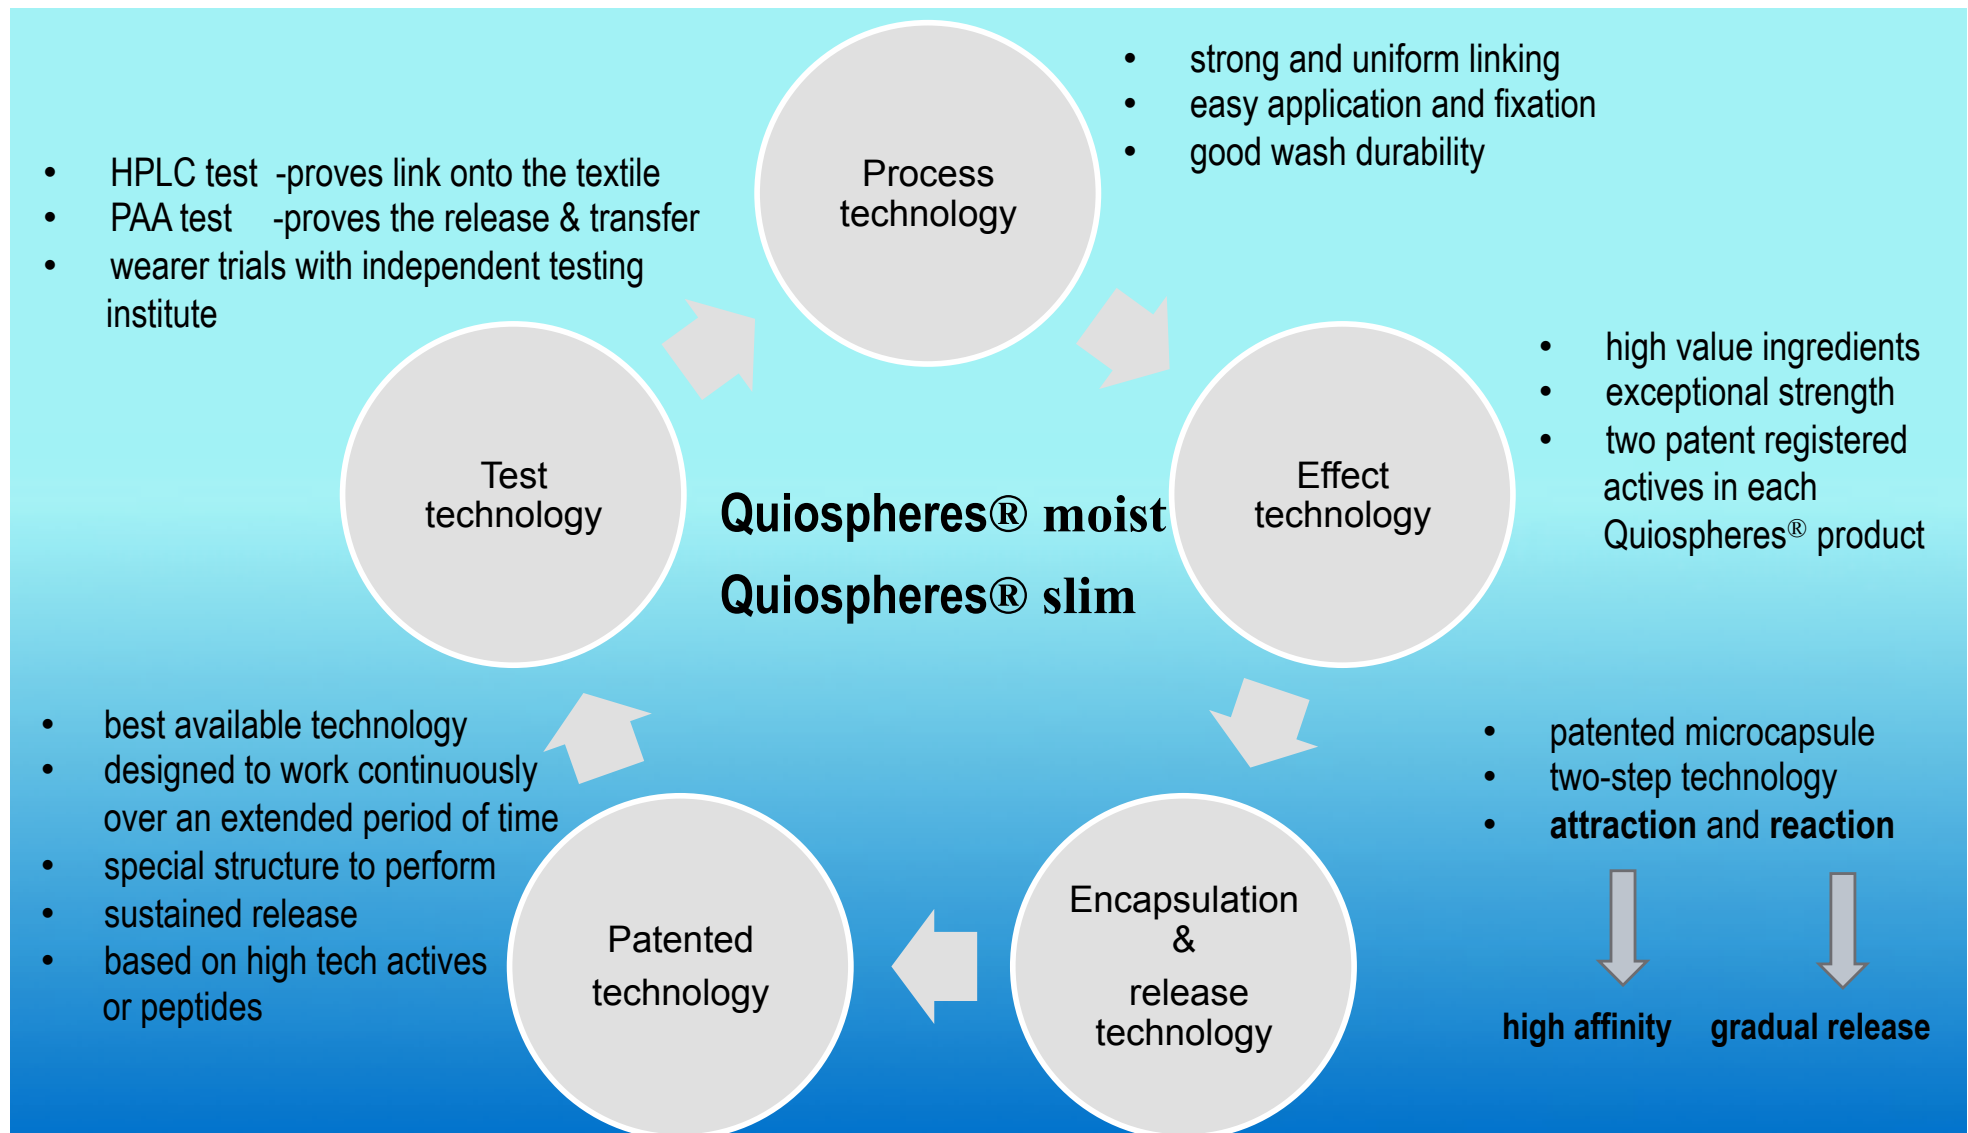 Process
technology
• strong and uniform linking
• easy application and fixation
• good wash durability
Effect
technology
• high value ingredients
• exceptional strength
• two patent registered
actives in each
Quiospheres® product
Encapsulation
&
release
technology
• patented microcapsule
• two-step technology
• attraction and reaction
high affinity
gradual release
Patented
technology
• best available technology
• designed to work continuously
over an extended period of time
• special structure to perform
• sustained release
• based on high tech actives
or peptides
Test
technology
• HPLC test -proves link onto the textile
• PAA test -proves the release & transfer
• wearer trials with independent testing
institute
Quiospheres® moist
Quiospheres® slim